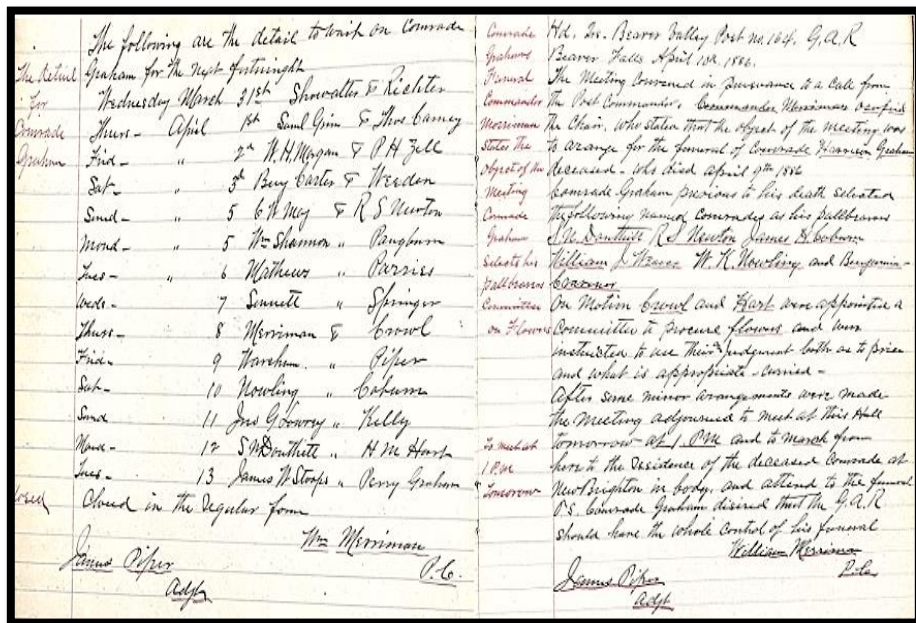 The following are the detail to wait on Comrade
Graham for the next fortnight
The detail for Comrade Graham
Wednesday March 31st Showalter & Richter
Thurs - April 1st Saml Grim & Thos Carney
Frid - " 2d W. H. Morgan & P H Zell
Sat - " 3d Benj Carter & Weedon
Sund - " 5 C W May & R S Newton
Mond - " 5 Wm Shannon " Pangburn
Tues - " 6 Mathews " Parries
Weds - 7 Sennett " Springer
Thurs - 8 Merriman & Crowl
Frid - 9 Wareham " Piper
Sat - 10 Nowling " Coburn
Sund 11 Jno " Kelly
Mond - 12 S N Douthett " H M Hart
Tues - 13 James W Stoops " Perry Graham
Closed in the regular form
Closed
Wm Merriman
P.C.
James Piper
Adjt
Comrade Grahams Funeral
Commander Merriman States the object of the Meeting
Comrade Graham Selects his pallbearers
Committee on Flowers
To meet at 1 P.M Tomorrow
Hd. Qrs. Beaver Valley Post no. 164. G.A.R
Beaver Falls April 10th. 1886.
The Meeting Convened in pursuance to a Call from
the Post Commander. Commander Merriman occupied
the Chair. who stated that the object of the meeting was
to arange for the funeral of Comrade Harrison Graham
deceased - who died april 9th 1886
Comrade Graham previous to his death selected
the following named Comrades as his pallbearers
S. N. Douthitt R S Newton James H. Coburn
William J Weaver W. K. Nowling and Benjamin -
On Motion Crowl and Hart were appointed a
Committee to procure flowers and were
instructed to use their Judgement both as to price
and what is appropriate - carried -
After some minor arangements were made
the Meeting adjourned to meet at this Hall
tomorrow at 1 P.M and to march from
here to the Residence of the deceased Comrade at
New Brighton in body. and attend to the funeral
P.S. Comrade Graham disired that the G.A.R
should have the whole control of his funeral
William Merriman
P.C.
James Piper
Adjt